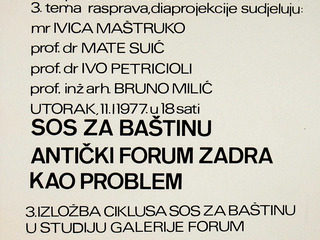 3. tema rasprava,diaprojekcije sudjeluju:
mr IVICA MAŠTRUKO
prof. dr MATE SUIĆ
prof. dr IVO PETRICIOLI
prof. inž arh. BRUNO MILIĆ
UTORAK, 11.I 1977. u 18 sati
SOS ZA BAŠTINU
ANTIČKI FORUM ZADRA
KAO PROBLEM
3.IZLOŽBA CIKLUSA SOS ZA BAŠTINU
U STUDIJU GALERIJE FORUM